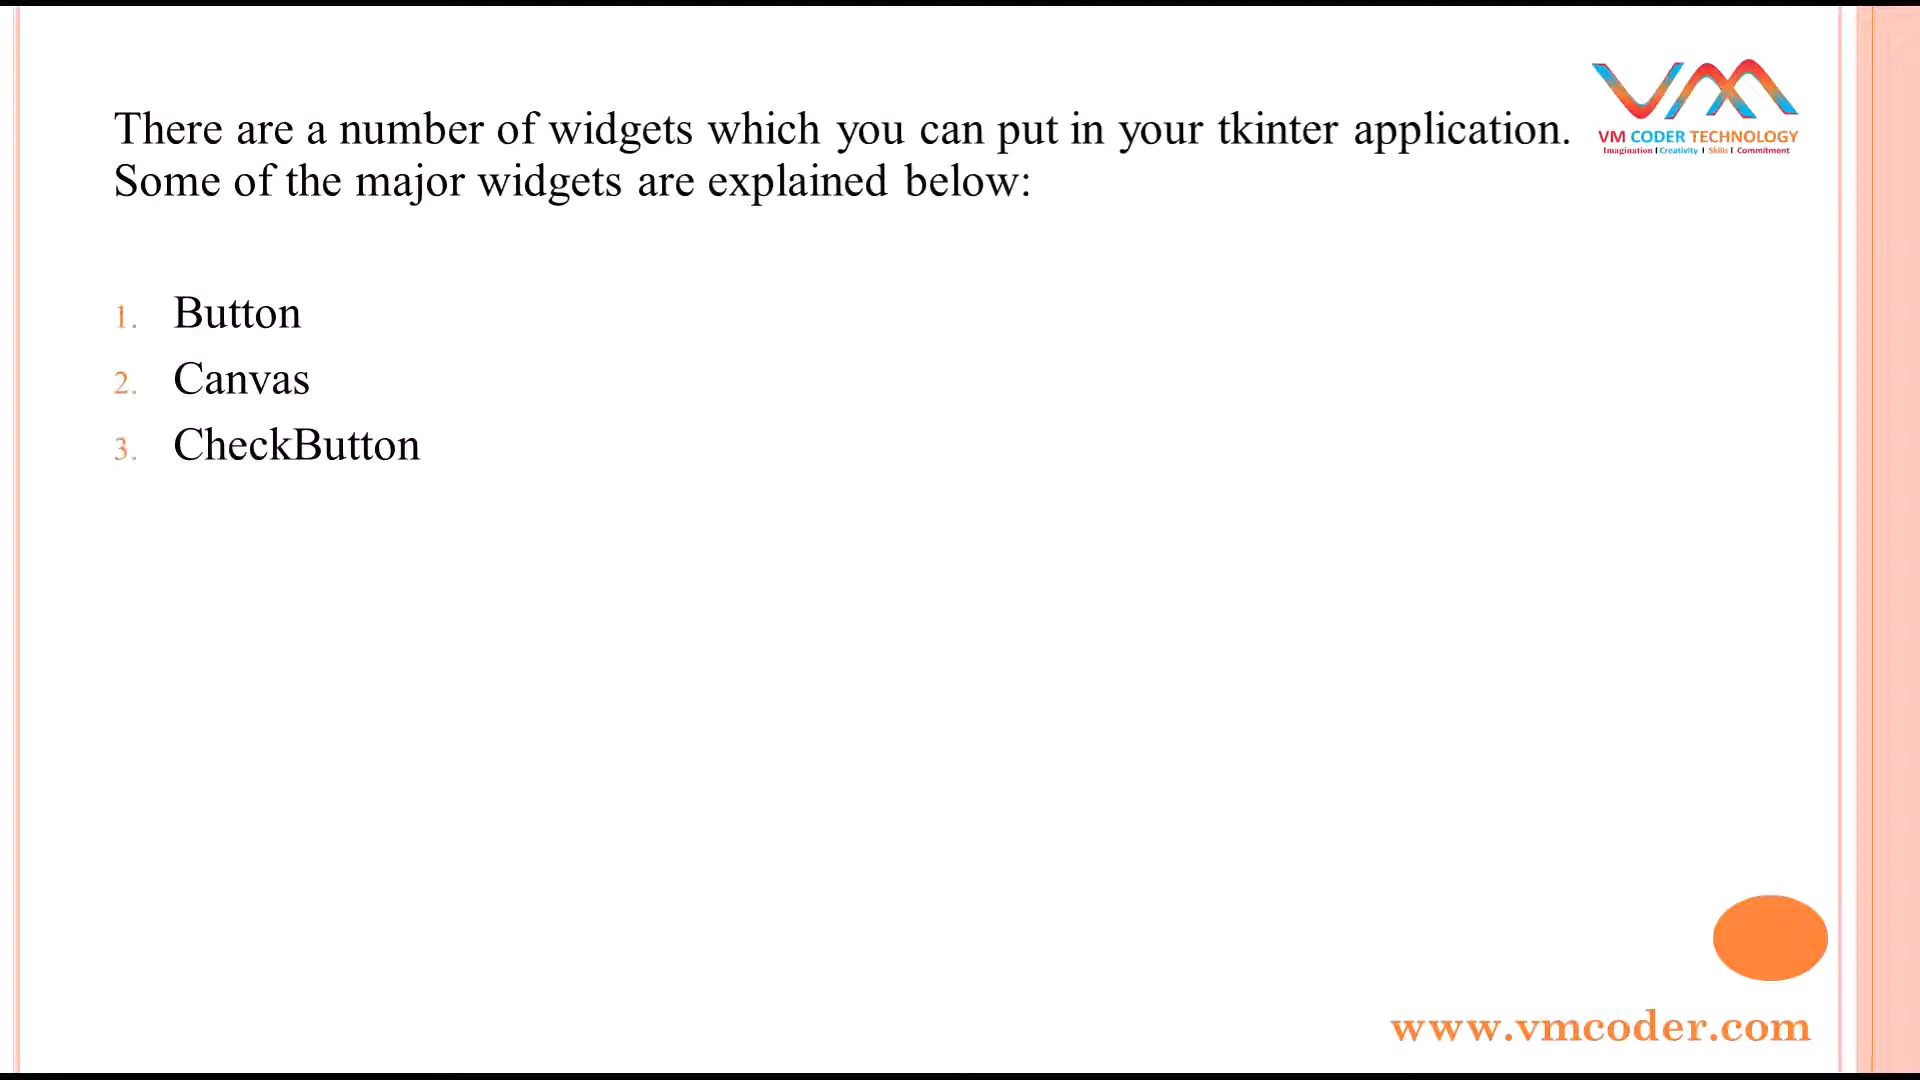 There are a number of widgets which you can put in your tkinter application.
Some of the major widgets are explained below:
VM CODER TECHNOLOGY
Imagination | Creativity | Skills | Commitment
1. Button
2. Canvas
3. CheckButton
www.vmcoder.com